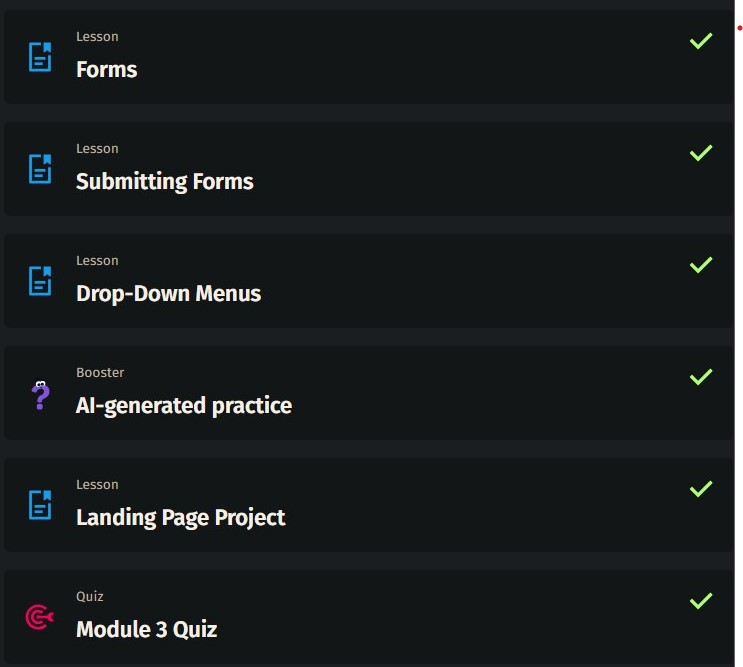 Lesson
Forms
Lesson
Submitting Forms
Lesson
Drop-Down Menus
Booster
AI-generated practice
Lesson
Landing Page Project
Quiz
Module 3 Quiz